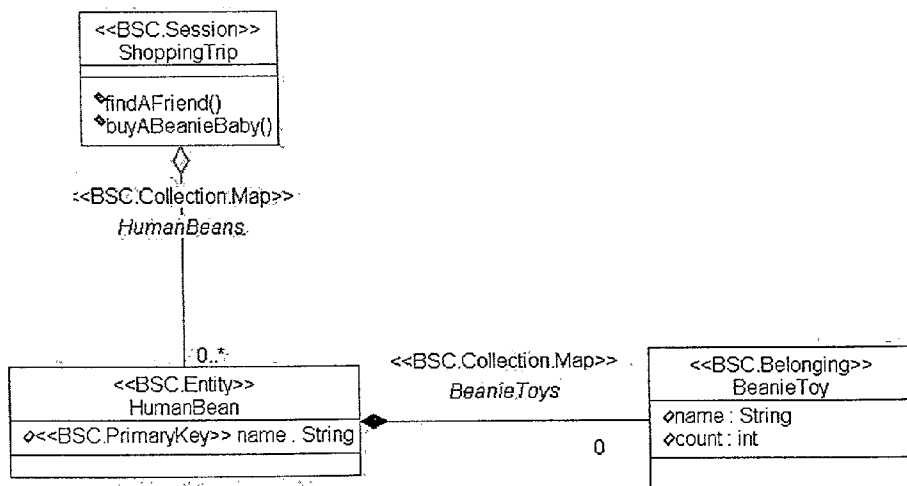 <<BSC.Session>>
ShoppingTrip
findAFriend()
buyABeanieBaby()
<<BSC.Collection.Map>>
HumanBeans
0..*
<<BSC.Entity>>
HumanBean
<<BSC.PrimaryKey>> name : String
<<BSC.Collection.Map>>
BeanieToys
0
<<BSC.Belonging>>
BeanieToy
name : String
count : int